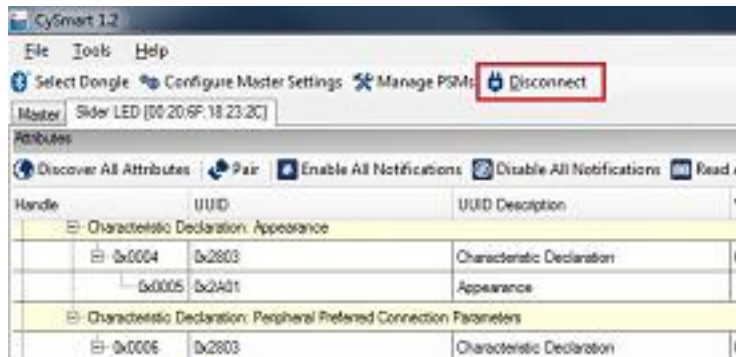 CySmart 1.2
File Tools Help
Select Dongle Configure Master Settings Manage PSMs Disconnect
Master Slider LED [00:20:6F:18:23:2C]
Attributes
Discover All Attributes Pair Enable All Notifications Disable All Notifications Read
Handle UUID UUID Description
Characteristic Declaration: Appearance
0x0004 0x2803 Characteristic Declaration
0x0005 0x2A01 Appearance
Characteristic Declaration: Peripheral Preferred Connection Parameters
0x0006 0x2803 Characteristic Declaration